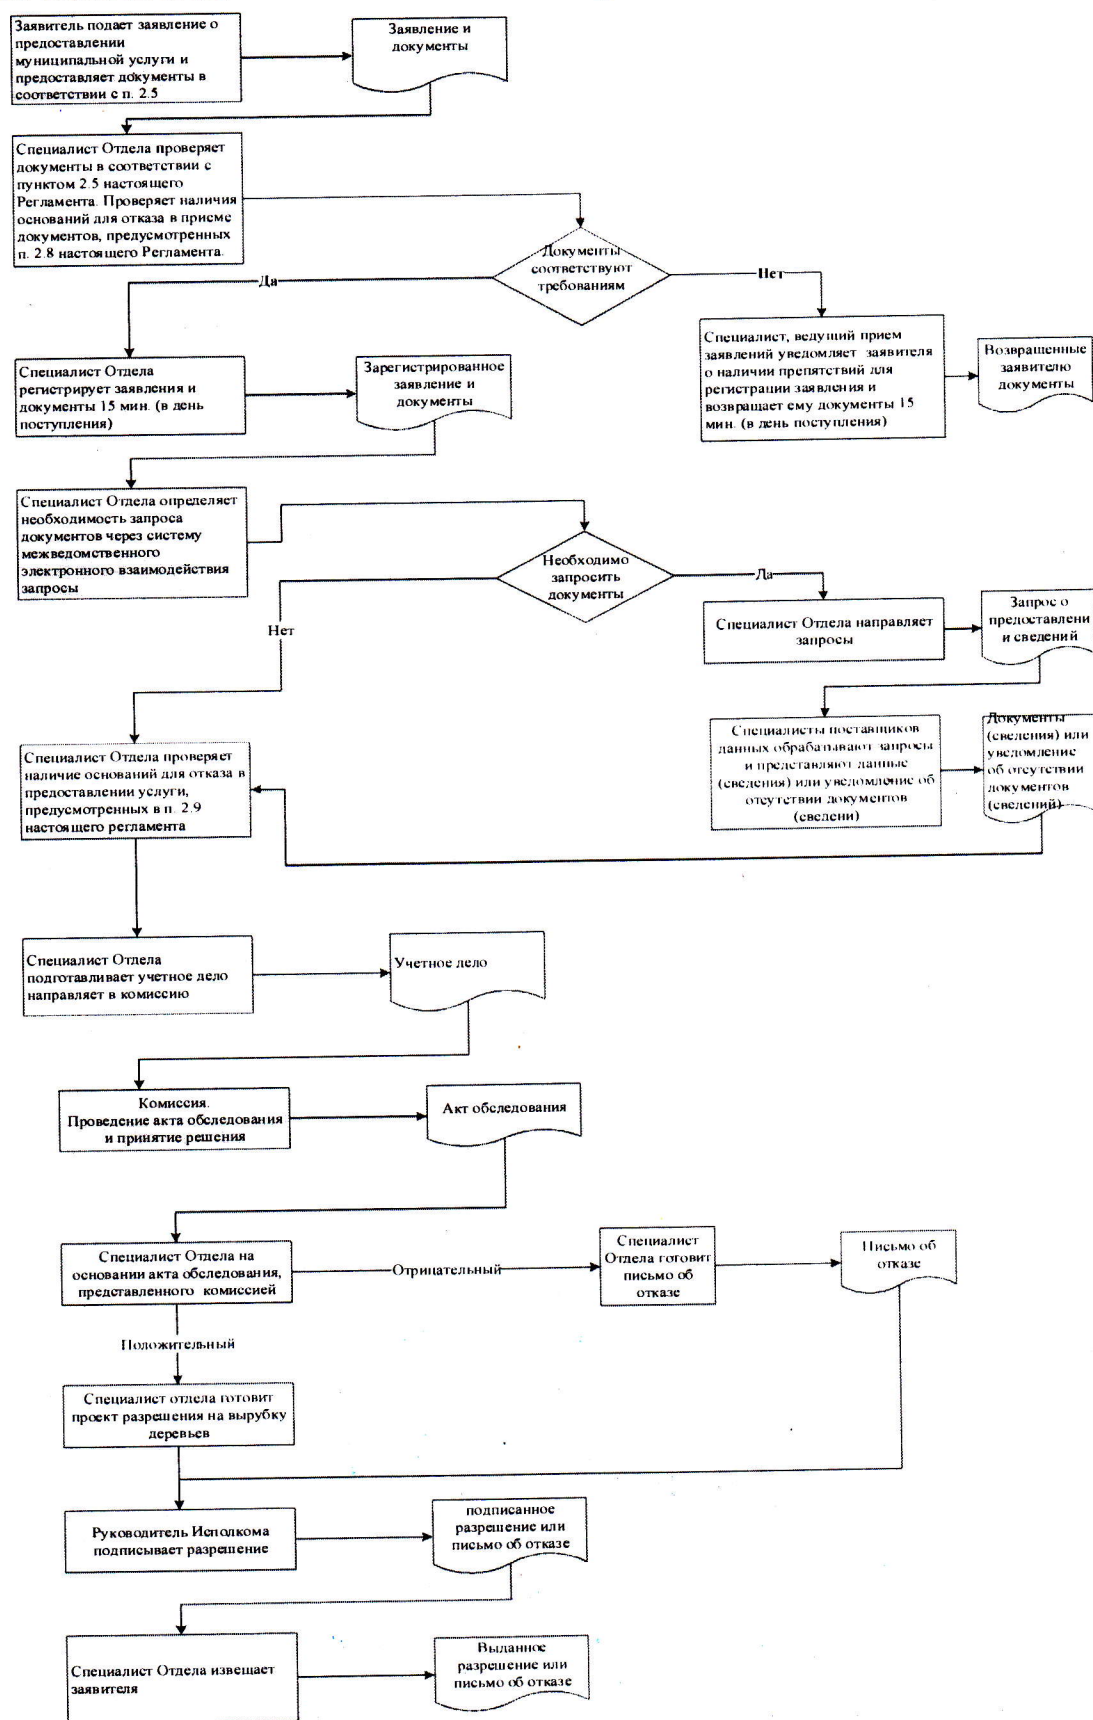 Заявитель подает заявление о
предоставлении
муниципальной услуги и
предоставляет документы в
соответствии с п. 2.5
Заявление и
документы
Специалист Отдела проверяет
документы в соответствии с
пунктом 2.5 настоящего
Регламента. Проверяет наличия
оснований для отказа в приеме
документов, предусмотренных
п. 2.8 настоящего Регламента.
Документы
соответствуют
требованиям
Да
Нет
Специалист Отдела
регистрирует заявления и
документы 15 мин. (в день
поступления)
Зарегистрированное
заявление и
документы
Специалист, ведущий прием
заявлений уведомляет заявителя
о наличии препятствий для
регистрации заявления и
возвращает ему документы 15
мин. (в день поступления)
Возвращенные
заявителю
документы
Специалист Отдела определяет
необходимость запроса
документов через систему
межведомственного
электронного взаимодействия
запросы
Необходимо
запросить
документы
Да
Нет
Специалист Отдела направляет
запросы
Запрос о
предоставлени
и сведений
Специалисты поставщиков
данных обрабатывают запросы
и представляют данные
(сведения) или уведомление об
отсутствии документов
(сведени)
Документы
(сведения) или
уведомление
об отсутствии
документов
(сведений)
Специалист Отдела проверяет
наличие оснований для отказа в
предоставлении услуги,
предусмотренных в п. 2.9
настоящего регламента
Специалист Отдела
подготавливает учетное дело
направляет в комиссию
Учетное дело
Комиссия.
Проведение акта обследования
и принятие решения
Акт обследования
Специалист Отдела на
основании акта обследования,
представленного комиссией
Отрицательный
Специалист
Отдела готовит
письмо об
отказе
Письмо об
отказе
Положительный
Специалист отдела готовит
проект разрешения на вырубку
деревьев
Руководитель Исполкома
подписывает разрешение
подписанное
разрешение или
письмо об отказе
Специалист Отдела извещает
заявителя
Выданное
разрешение или
письмо об отказе